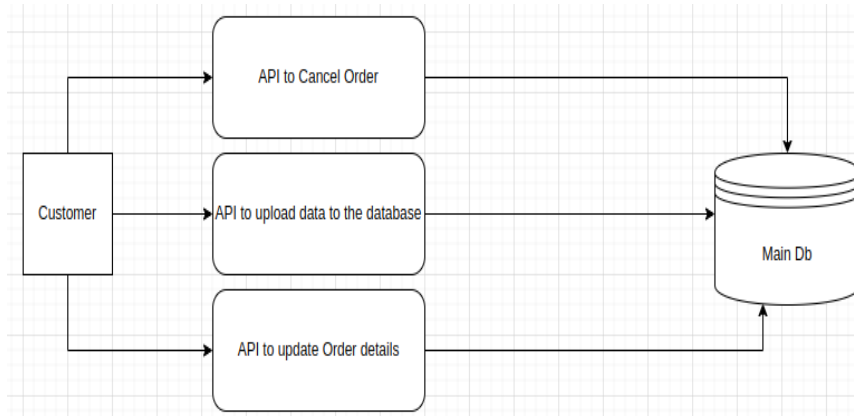 API to Cancel Order
Customer
API to upload data to the database
Main Db
API to update Order details